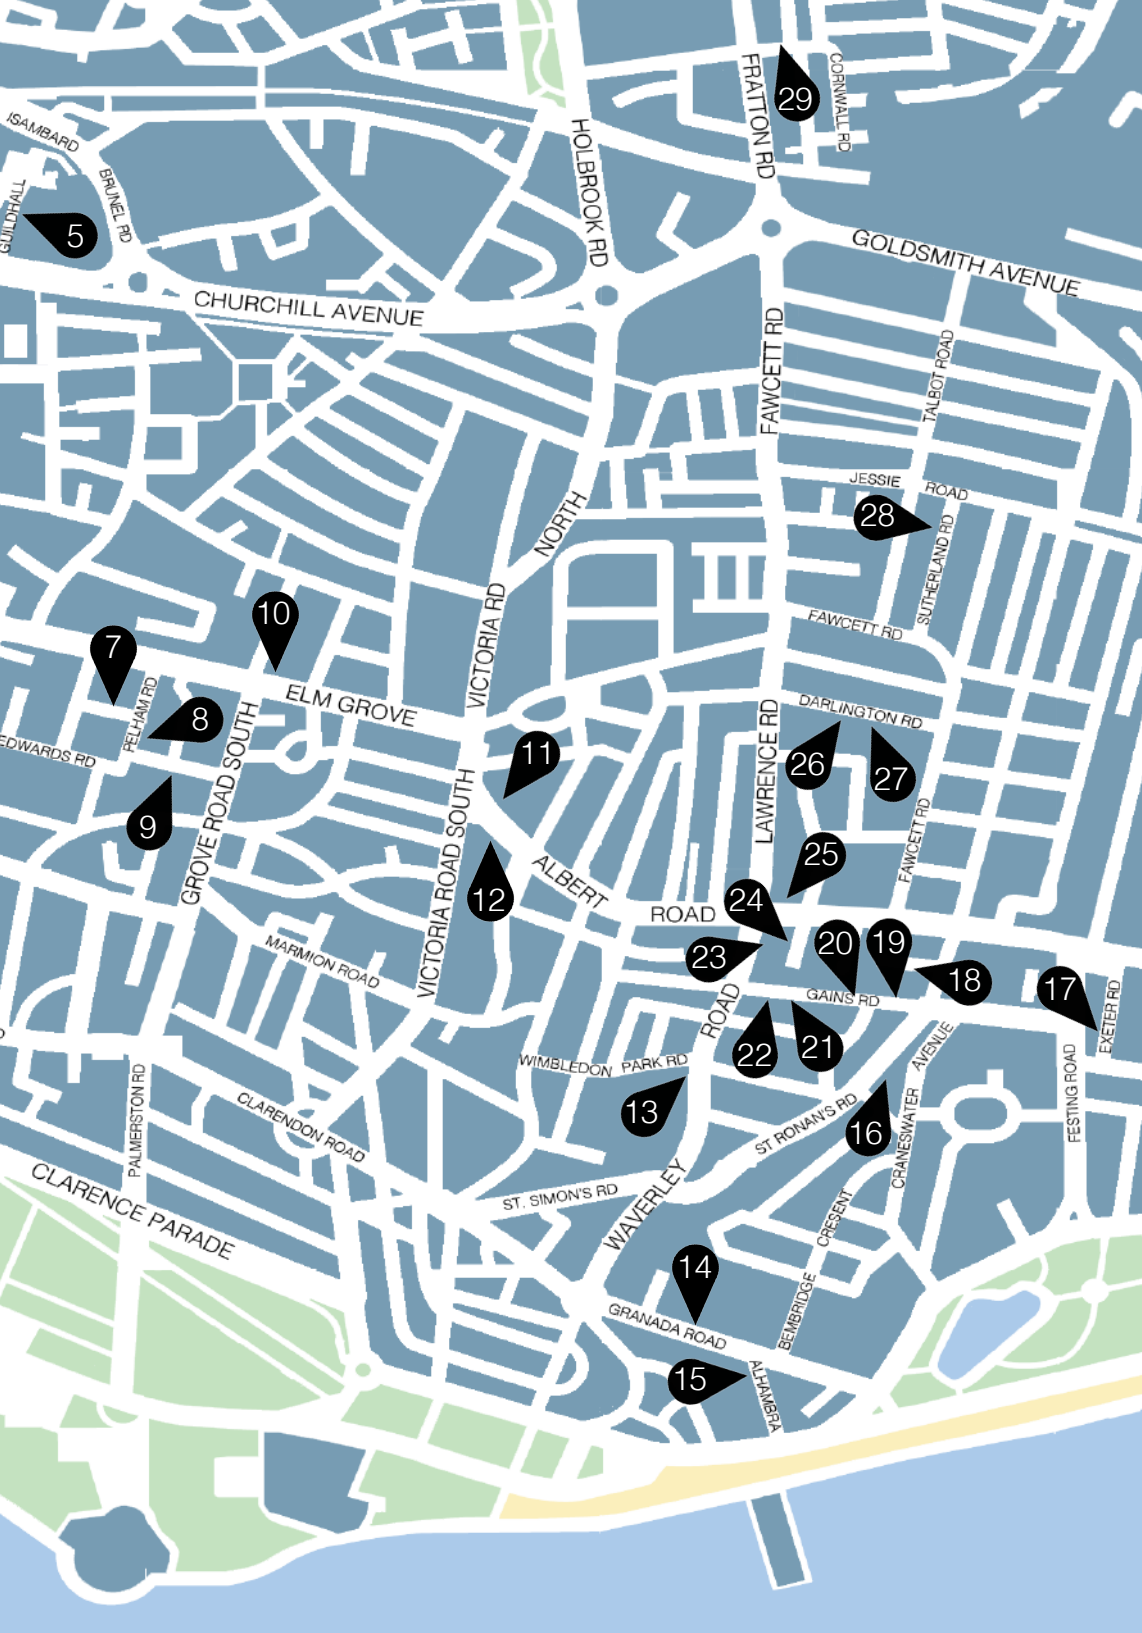 29
CORNWALL RD
FRATTON RD
ISAMBARD
HOLBROOK RD
BRUNEL RD
GUILDHALL
5
GOLDSMITH AVENUE
CHURCHILL AVENUE
FAWCETT RD
TALBOT ROAD
JESSIE ROAD
NORTH
28
SUTHERLAND RD
10
VICTORIA RD
FAWCETT RD
7
PELHAM RD
ELM GROVE
8
DARLINGTON RD
EDWARDS RD
GROVE ROAD SOUTH
11
LAWRENCE RD
26
27
9
VICTORIA ROAD SOUTH
FAWCETT RD
25
12
ALBERT
ROAD
24
20
19
23
18
17
MARMION ROAD
GAINS RD
EXETER RD
ROAD
22
21
AVENUE
WIMBLEDON PARK RD
FESTING ROAD
PALMERSTON RD
CLARENDON ROAD
13
ST RONAN'S RD
16
CRANESWATER
CLARENCE PARADE
ST. SIMON'S RD
WAVERLEY
CRESENT
14
BEMBRIDGE
GRANADA ROAD
15
ALHAMBRA